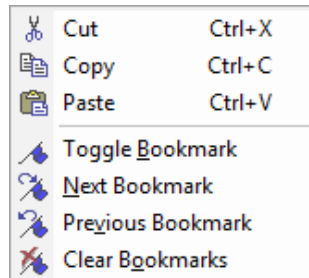 Cut Ctrl+X
Copy Ctrl+C
Paste Ctrl+V
Toggle Bookmark
Next Bookmark
Previous Bookmark
Clear Bookmarks